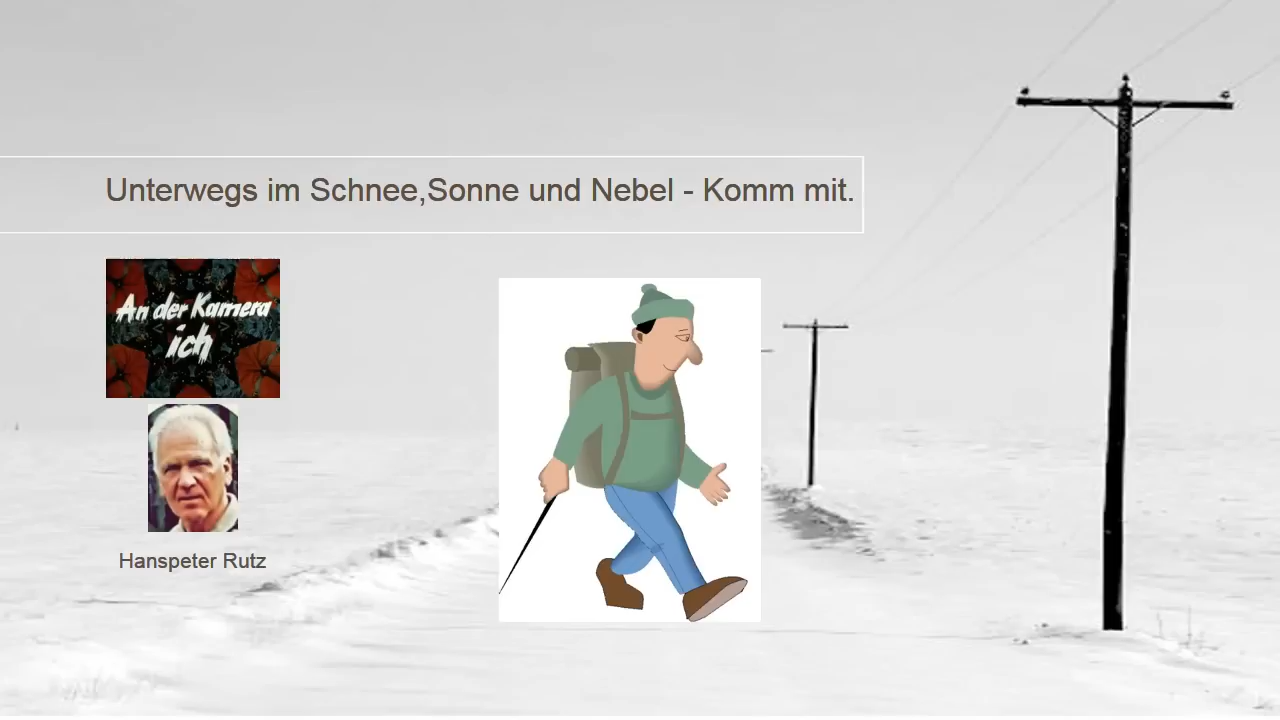 Unterwegs im Schnee,Sonne und Nebel - Komm mit.
An der Kamera
ich
Hanspeter Rutz